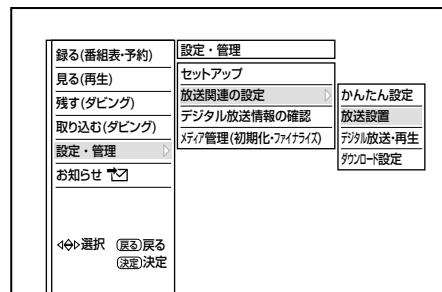 録る(番組表･予約)
見る(再生)
残す(ダビング)
取り込む(ダビング)
設定・管理
お知らせ
選択 戻る 戻る
決定 決定
設定・管理
セットアップ
放送関連の設定
デジタル放送情報の確認
メディア管理(初期化･ファイナライズ)
かんたん設定
放送設置
デジタル放送・再生
ダウンロード設定